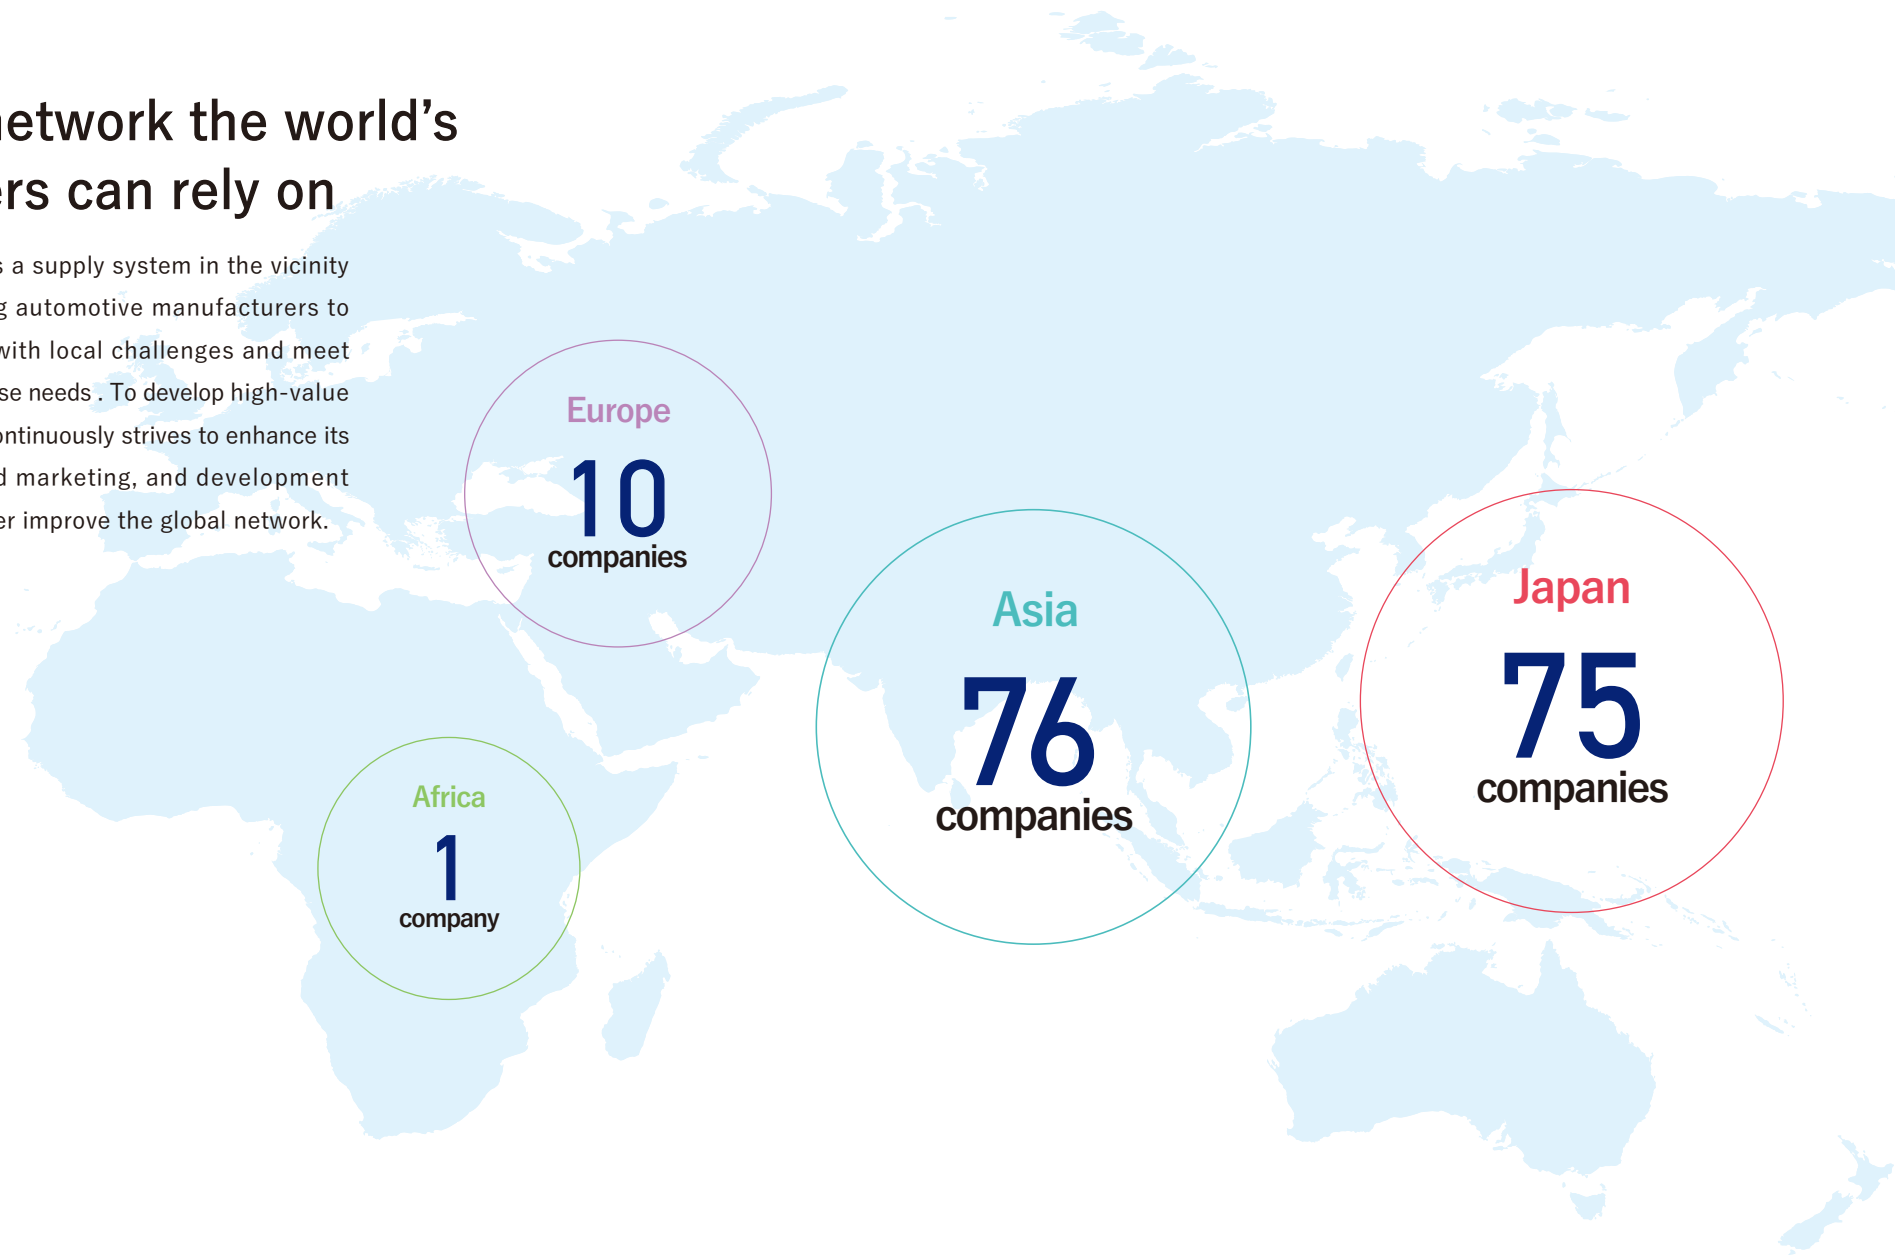 network the world's
ers can rely on
s a supply system in the vicinity
g automotive manufacturers to
with local challenges and meet
se needs . To develop high-value
ontinuously strives to enhance its
d marketing, and development
er improve the global network.
Europe
10
companies
Asia
76
companies
Japan
75
companies
Africa
1
company